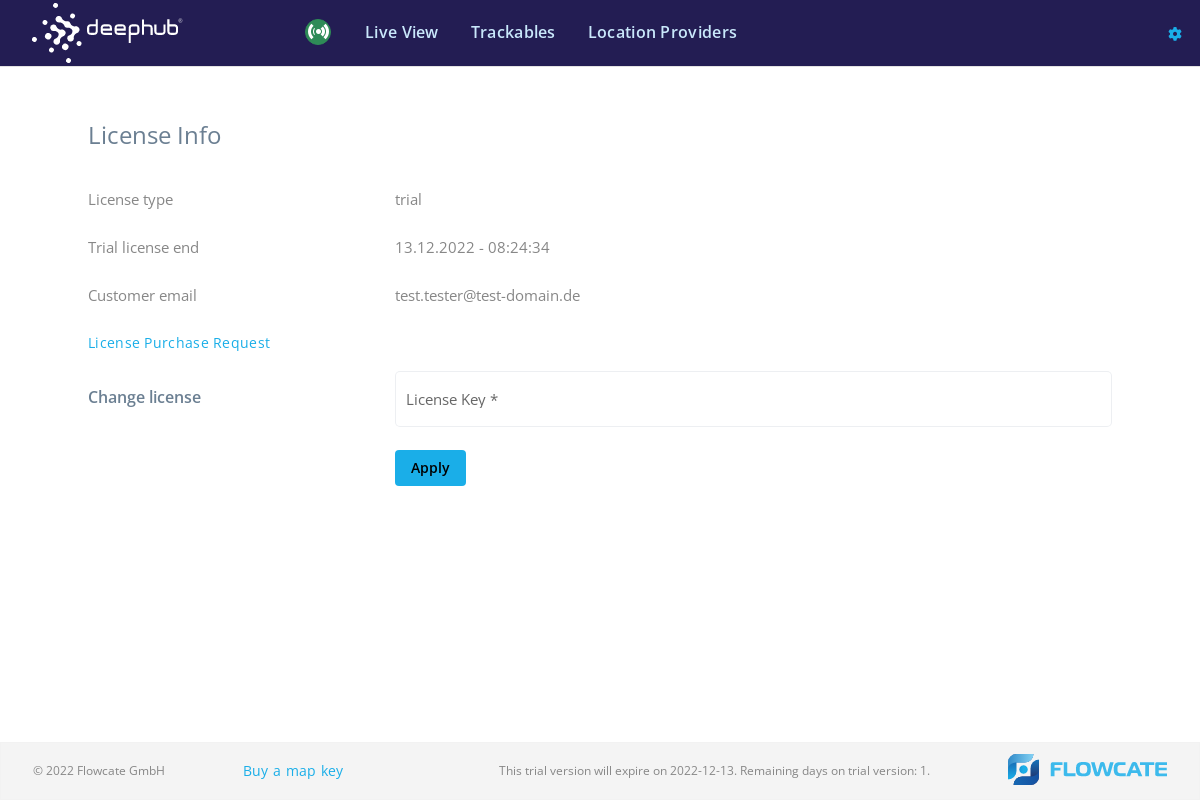 deephub®
Live View
Trackables
Location Providers
License Info
License type
trial
Trial license end
13.12.2022 - 08:24:34
Customer email
test.tester@test-domain.de
License Purchase Request
Change license
License Key *
Apply
© 2022 Flowcate GmbH
Buy a map key
This trial version will expire on 2022-12-13. Remaining days on trial version: 1.
FLOWCATE